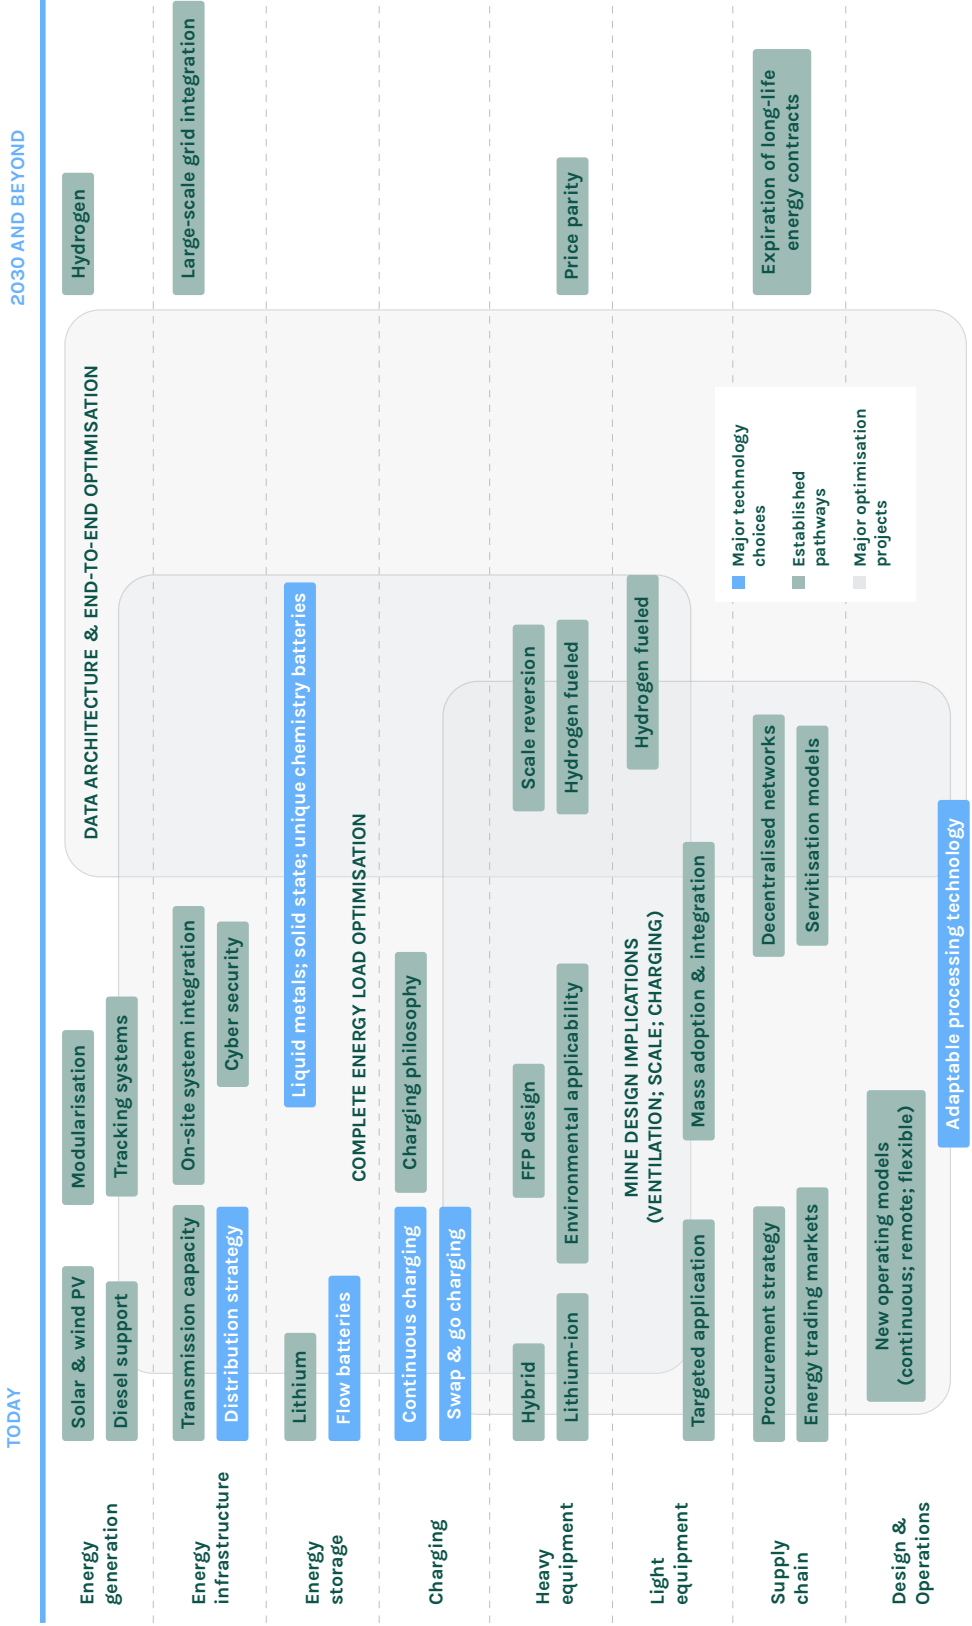 TODAY
2030 AND BEYOND
Energy
generation
Solar & wind PV
Modularisation
Hydrogen
Diesel support
Tracking systems
DATA ARCHITECTURE & END-TO-END OPTIMISATION
Energy
infrastructure
Transmission capacity
On-site system integration
Large-scale grid integration
Distribution strategy
Cyber security
Energy
storage
Lithium
Liquid metals; solid state; unique chemistry batteries
Flow batteries
COMPLETE ENERGY LOAD OPTIMISATION
Charging
Continuous charging
Charging philosophy
Swap & go charging
Heavy
equipment
Hybrid
FFP design
Scale reversion
Lithium-ion
Environmental applicability
Hydrogen fueled
Price parity
Light
equipment
MINE DESIGN IMPLICATIONS
(VENTILATION; SCALE; CHARGING)
Hydrogen fueled
Targeted application
Mass adoption & integration
Supply
chain
Procurement strategy
Decentralised networks
Expiration of long-life
energy contracts
Energy trading markets
Servitisation models
Design &
Operations
New operating models
(continuous; remote; flexible)
Adaptable processing technology
Major technology
choices
Established
pathways
Major optimisation
projects